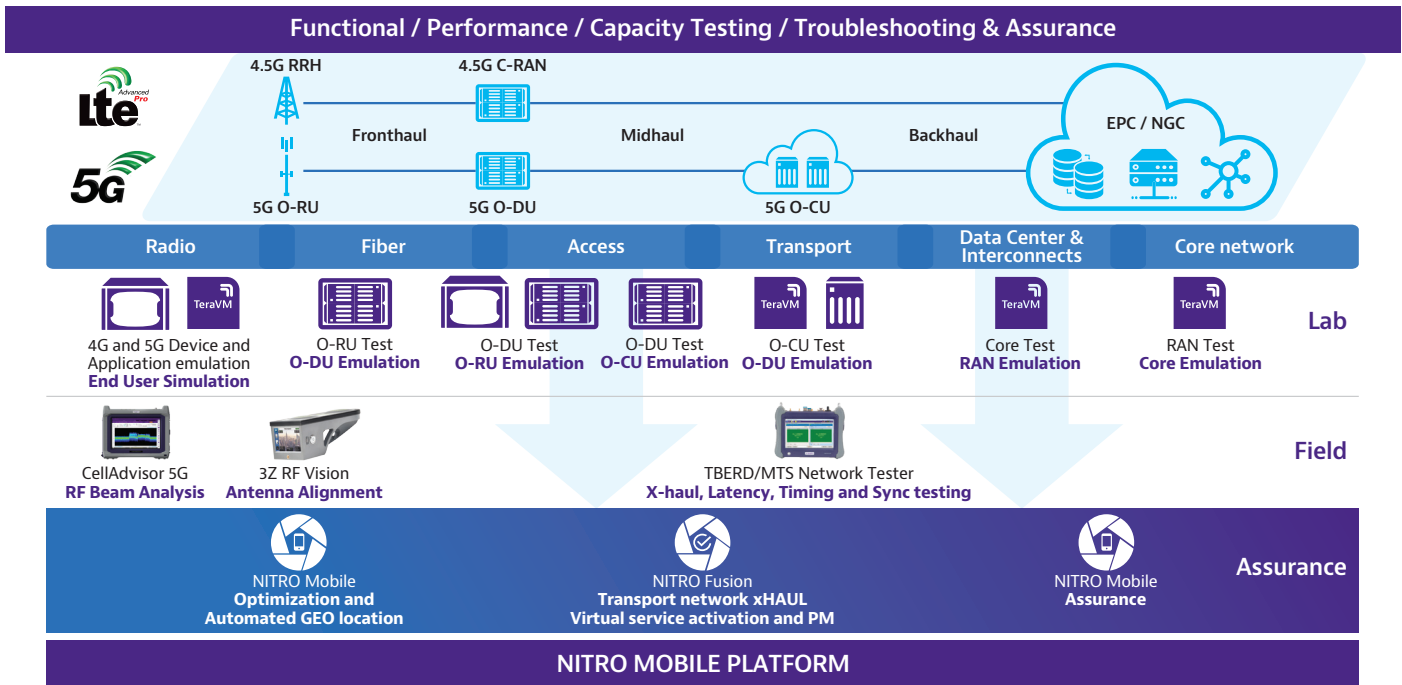 Functional / Performance / Capacity Testing / Troubleshooting & Assurance
4.5G RRH
4.5G C-RAN
Lte
Advanced
Pro
Fronthaul
Midhaul
Backhaul
EPC / NGC
5G
5G O-RU
5G O-DU
5G O-CU
Radio
Fiber
Access
Transport
Data Center &
Interconnects
Core network
TeraVM
TeraVM
TeraVM
TeraVM
Lab
4G and 5G Device and
Application emulation
End User Simulation
O-RU Test
O-DU Emulation
O-DU Test
O-RU Emulation
O-DU Test
O-CU Emulation
O-CU Test
O-DU Emulation
Core Test
RAN Emulation
RAN Test
Core Emulation
Field
CellAdvisor 5G
RF Beam Analysis
3Z RF Vision
Antenna Alignment
TBERD/MTS Network Tester
X-haul, Latency, Timing and Sync testing
Assurance
NITRO Mobile
Optimization and
Automated GEO location
NITRO Fusion
Transport network xHAUL
Virtual service activation and PM
NITRO Mobile
Assurance
NITRO MOBILE PLATFORM